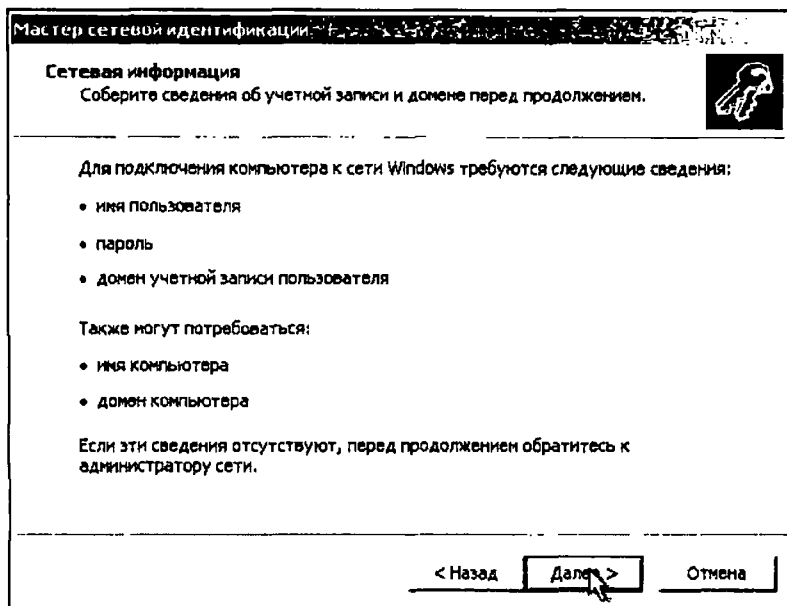 Мастер сетевой идентификации
Сетевая информация
Соберите сведения об учетной записи и домене перед продолжением.
Для подключения компьютера к сети Windows требуются следующие сведения:
• имя пользователя
• пароль
• домен учетной записи пользователя
Также могут потребоваться:
• имя компьютера
• домен компьютера
Если эти сведения отсутствуют, перед продолжением обратитесь к
администратору сети.
< Назад Далее > Отмена